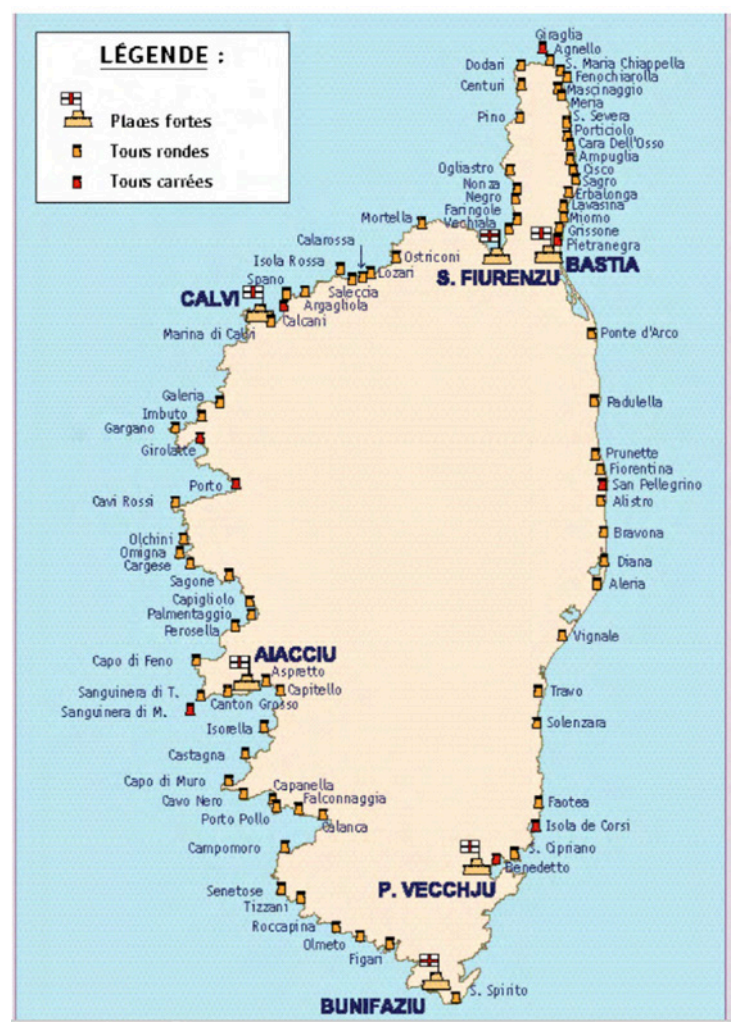 LÉGENDE :
Places fortes
Tours rondes
Tours carrées
Giraglia
Agnello
Dodari
S. Maria Chiappella
Fenochiarolla
Centuri
Mascinaggio
Meria
Pino
S. Severa
Porticiolo
Cara Dell'Osso
Ampuglia
Ogliastro
Cisco
Sagro
Nonza
Negro
Erbalonga
Lavasina
Faringole
Mortella
Vechiala
Miomo
Grissone
Pietranegra
Calarossa
Ostriconi
BASTIA
S. FIURENZU
Isola Rossa
Lozari
Spano
Saleccia
CALVI
Argagliola
Calcani
Marina di Calvi
Ponte d'Arco
Galeria
Padulella
Imbuto
Gargano
Girolatte
Prunette
Fiorentina
Porto
San Pellegrino
Cavi Rossi
Alistro
Bravona
Olchini
Omigna
Cargese
Diana
Sagone
Aleria
Capigliolo
Palmentaggio
Perosella
Vignale
AIACCIU
Capo di Feno
Aspretto
Sanguinera di T.
Capitello
Travo
Canton Grosso
Sanguinera di M.
Isorella
Solenzara
Castagna
Capo di Muro
Capanella
Cavo Nero
Falconnaggia
Faotea
Porto Pollo
Calanca
Isola de Corsi
Campomoro
S. Cipriano
Benedetto
P. VECCHJU
Senetose
Tizzani
Roccapina
Olmeto
Figari
S. Spirito
BUNIFAZIU